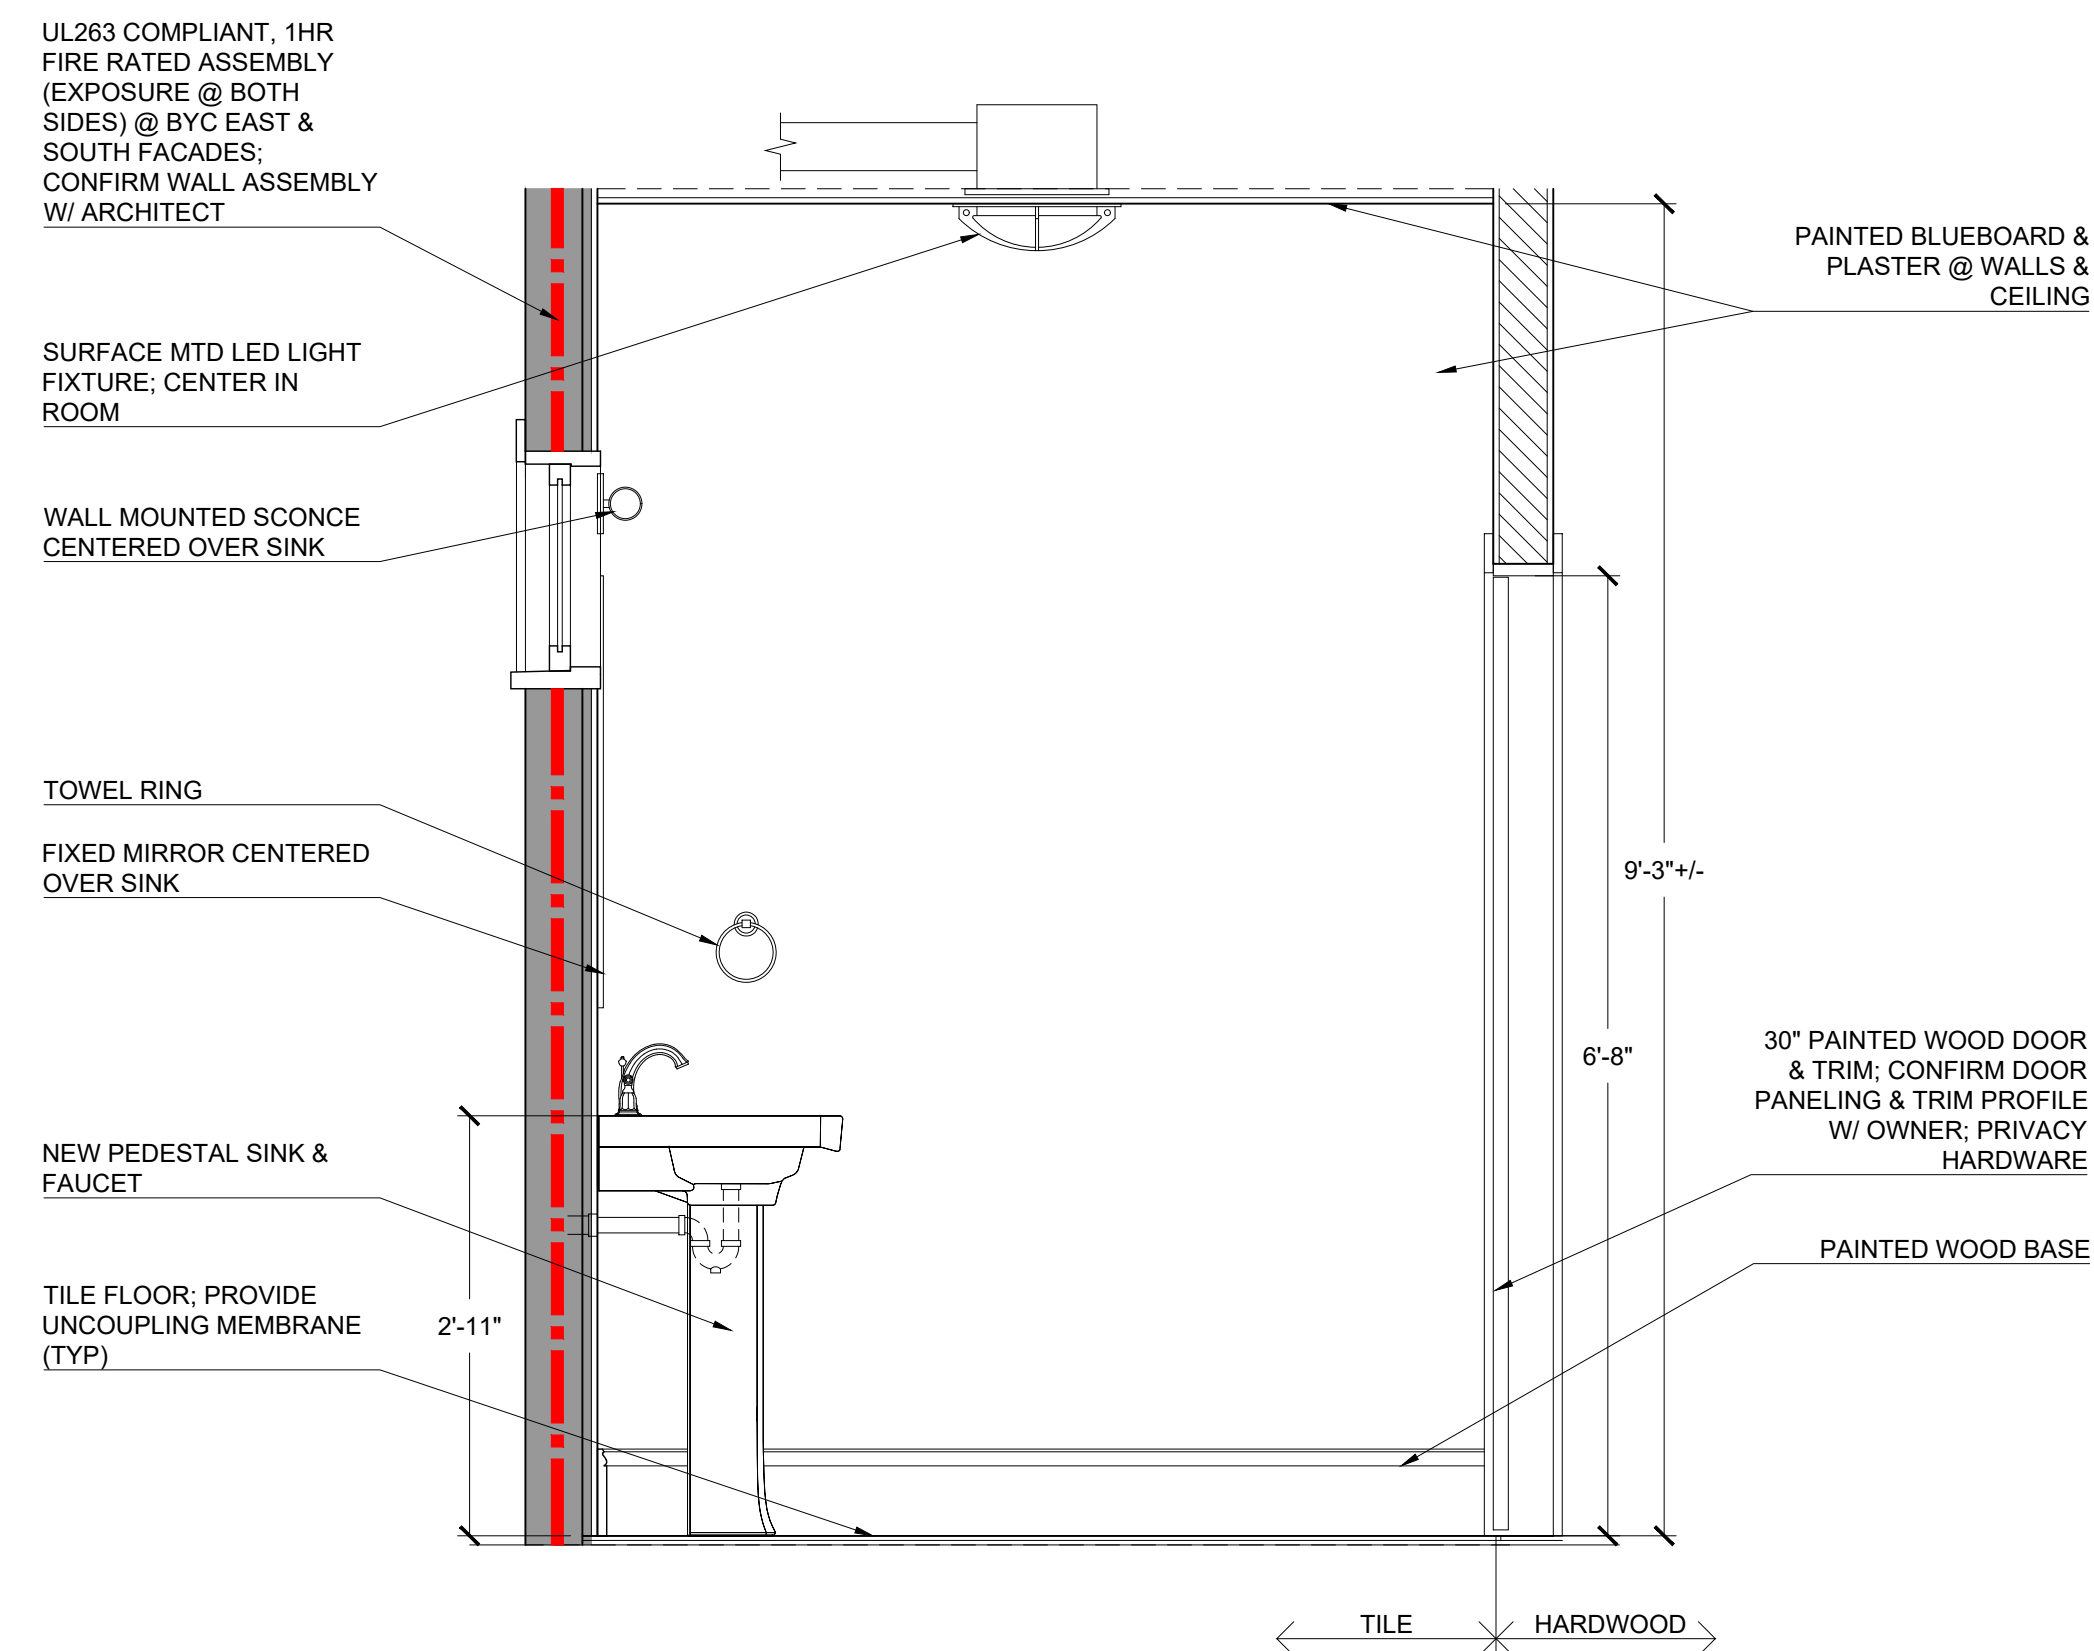 UL263 COMPLIANT, 1HR
FIRE RATED ASSEMBLY
(EXPOSURE @ BOTH
SIDES) @ BYC EAST &
SOUTH FACADES;
CONFIRM WALL ASSEMBLY
W/ ARCHITECT
SURFACE MTD LED LIGHT
FIXTURE; CENTER IN
ROOM
WALL MOUNTED SCONCE
CENTERED OVER SINK
TOWEL RING
FIXED MIRROR CENTERED
OVER SINK
NEW PEDESTAL SINK &
FAUCET
TILE FLOOR; PROVIDE
UNCOUPLING MEMBRANE
(TYP)
2'-11"
PAINTED BLUEBOARD &
PLASTER @ WALLS &
CEILING
9'-3"+/-
6'-8"
30" PAINTED WOOD DOOR
& TRIM; CONFIRM DOOR
PANELING & TRIM PROFILE
W/ OWNER; PRIVACY
HARDWARE
PAINTED WOOD BASE
TILE
HARDWOOD